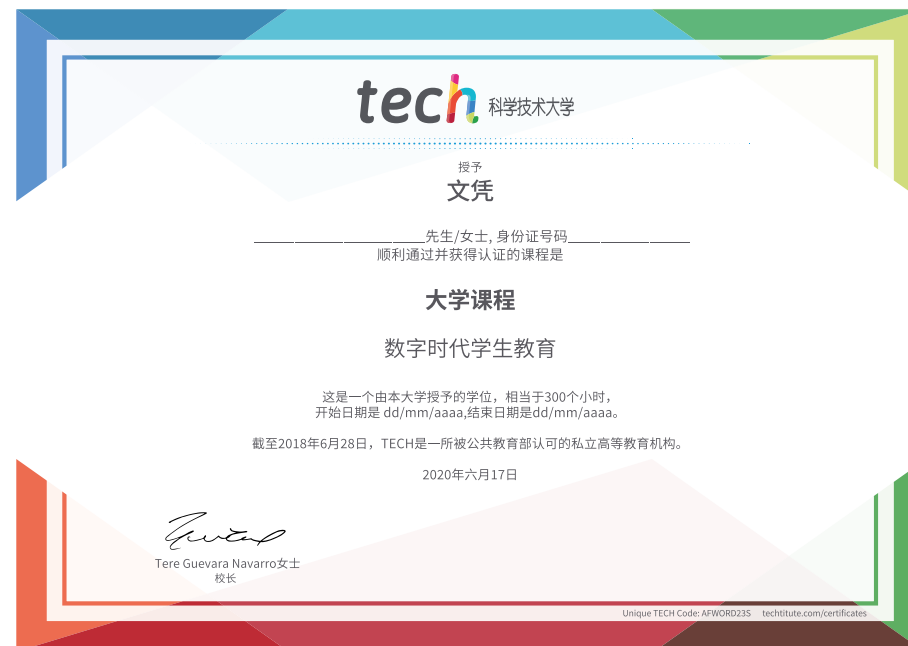 tech 科学技术大学
授予
文凭
先生/女士, 身份证号码
顺利通过并获得认证的课程是
大学课程
数字时代学生教育
这是一个由本大学授予的学位，相当于300个小时，
开始日期是 dd/mm/aaaa,结束日期是dd/mm/aaaa。
截至2018年6月28日，TECH是一所被公共教育部认可的私立高等教育机构。
2020年六月17日
Tere Guevara Navarro女士
校长
Unique TECH Code: AFWORD23S techtitute.com/certificates